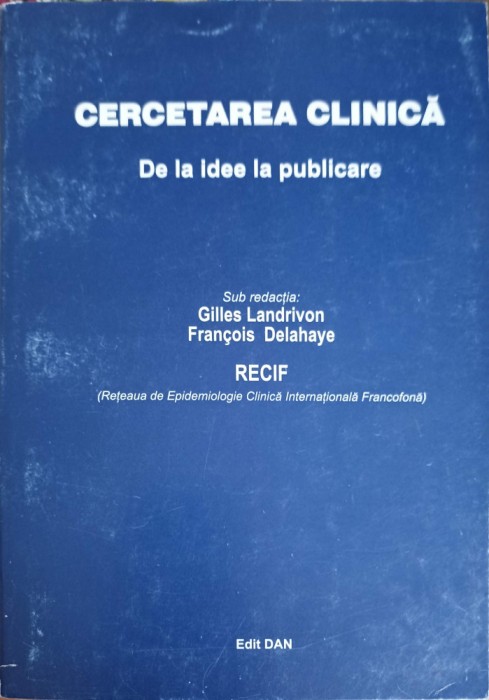 CERCETAREA CLINICĂ
De la idee la publicare
Sub redacția:
Gilles Landrivon
François Delahaye
RECIF
(Rețeaua de Epidemiologie Clinică Internațională Francofonă)
Edit DAN